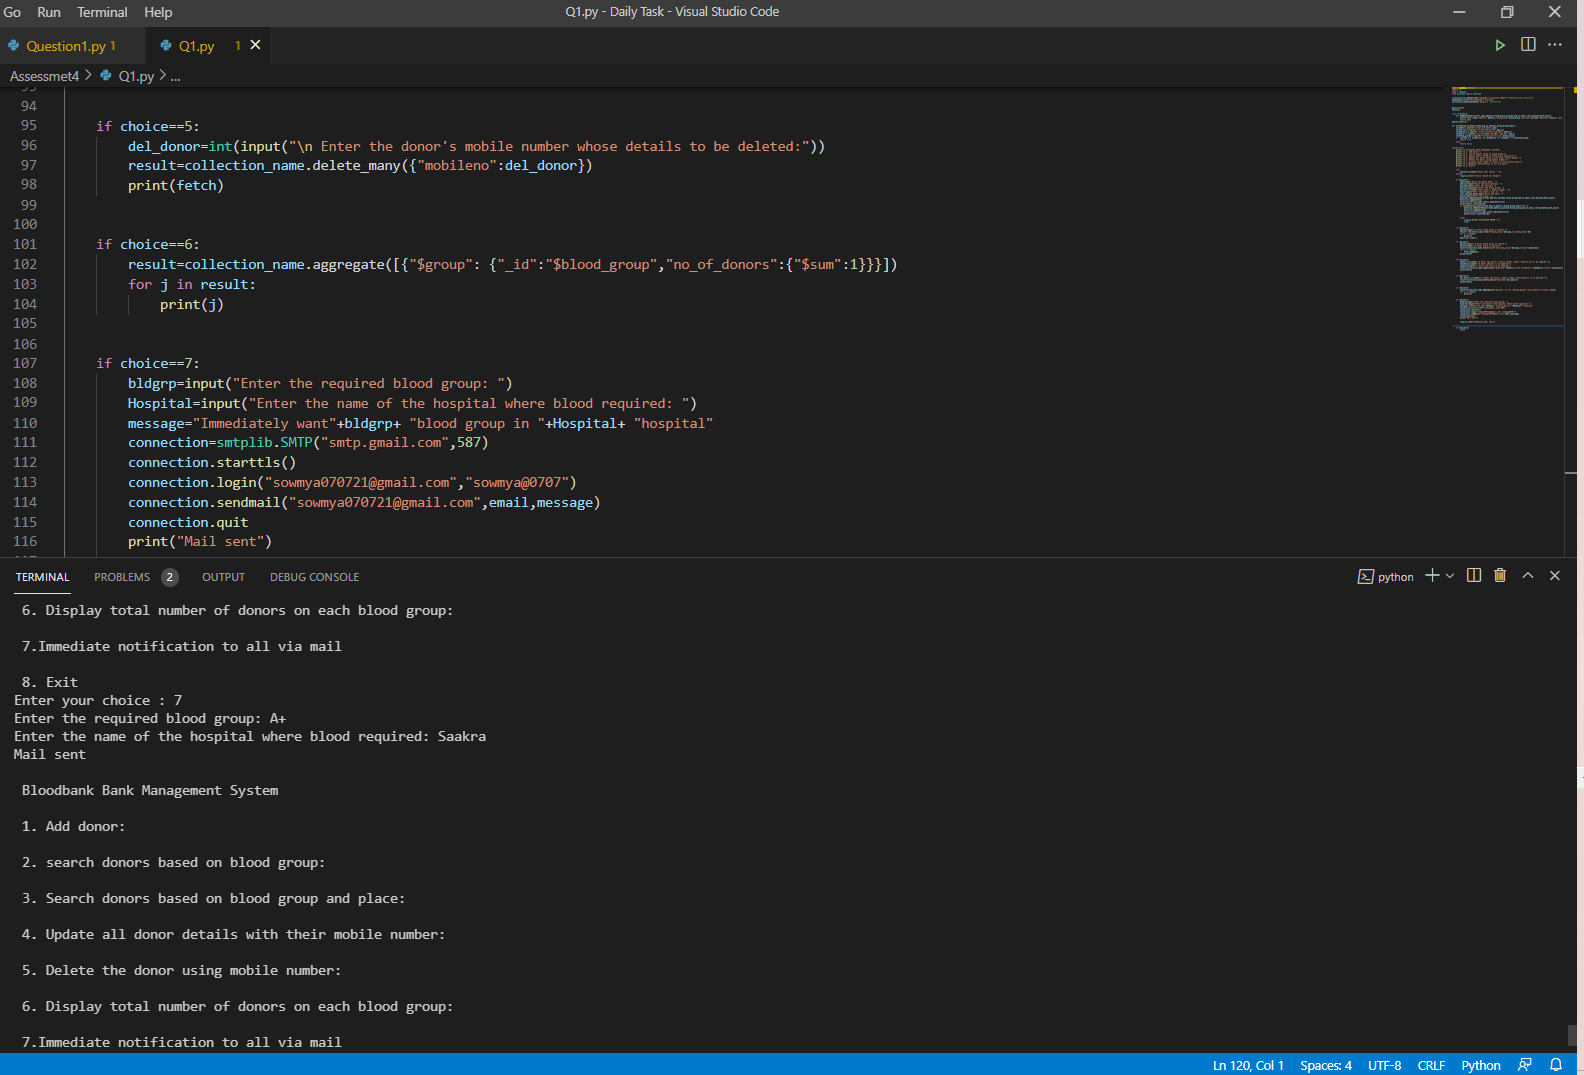 Go Run Terminal Help Q1.py - Daily Task - Visual Studio Code
Question1.py 1 Q1.py 1
Assessmet4 > Q1.py > ...
93
94
95 if choice==5:
96 del_donor=int(input("\n Enter the donor's mobile number whose details to be deleted:"))
97 result=collection_name.delete_many({"mobileno":del_donor})
98 print(fetch)
99
100
101 if choice==6:
102 result=collection_name.aggregate([{"$group": {"_id":"$blood_group","no_of_donors":{"$sum":1}}}])
103 for j in result:
104 print(j)
105
106
107 if choice==7:
108 bldgrp=input("Enter the required blood group: ")
109 Hospital=input("Enter the name of the hospital where blood required: ")
110 message="Immediately want"+bldgrp+ "blood group in "+Hospital+ "hospital"
111 connection=smtplib.SMTP("smtp.gmail.com",587)
112 connection.starttls()
113 connection.login("sowmya070721@gmail.com","sowmya@0707")
114 connection.sendmail("sowmya070721@gmail.com",email,message)
115 connection.quit
116 print("Mail sent")
TERMINAL PROBLEMS 2 OUTPUT DEBUG CONSOLE python
6. Display total number of donors on each blood group:
7.Immediate notification to all via mail
8. Exit
Enter your choice : 7
Enter the required blood group: A+
Enter the name of the hospital where blood required: Saakra
Mail sent
Bloodbank Bank Management System
1. Add donor:
2. search donors based on blood group:
3. Search donors based on blood group and place:
4. Update all donor details with their mobile number:
5. Delete the donor using mobile number:
6. Display total number of donors on each blood group:
7.Immediate notification to all via mail
Ln 120, Col 1 Spaces: 4 UTF-8 CRLF Python